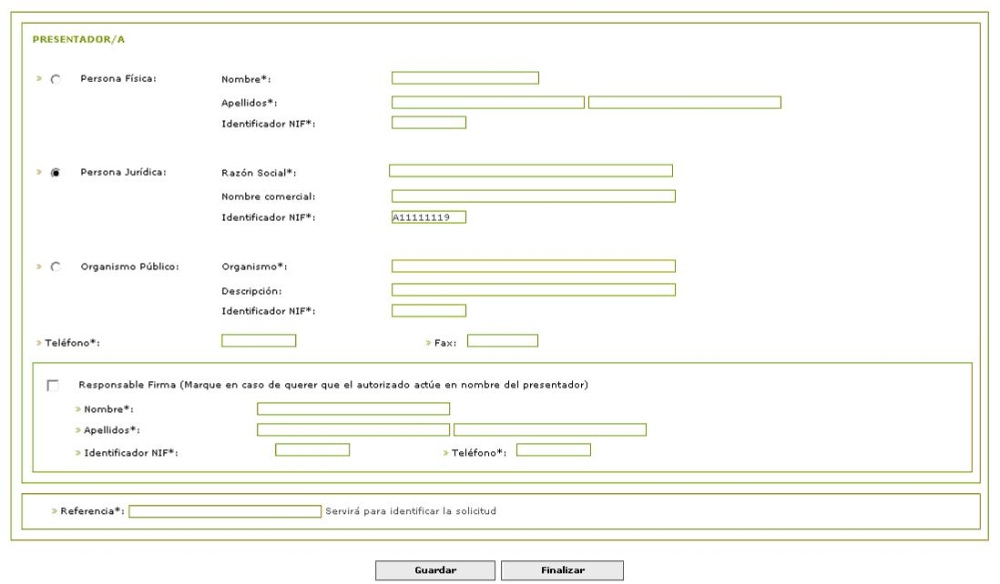 PRESENTADOR/A
» Persona Física: Nombre*:
Apellidos*:
Identificador NIF*:
» Persona Jurídica: Razón Social*:
Nombre comercial:
Identificador NIF*: A11111119
» Organismo Público: Organismo*:
Descripción:
Identificador NIF*:
» Teléfono*: » Fax:
Responsable Firma (Marque en caso de querer que el autorizado actúe en nombre del presentador)
» Nombre*:
» Apellidos*:
» Identificador NIF*: » Teléfono*:
» Referencia*: Servirá para identificar la solicitud
Guardar Finalizar